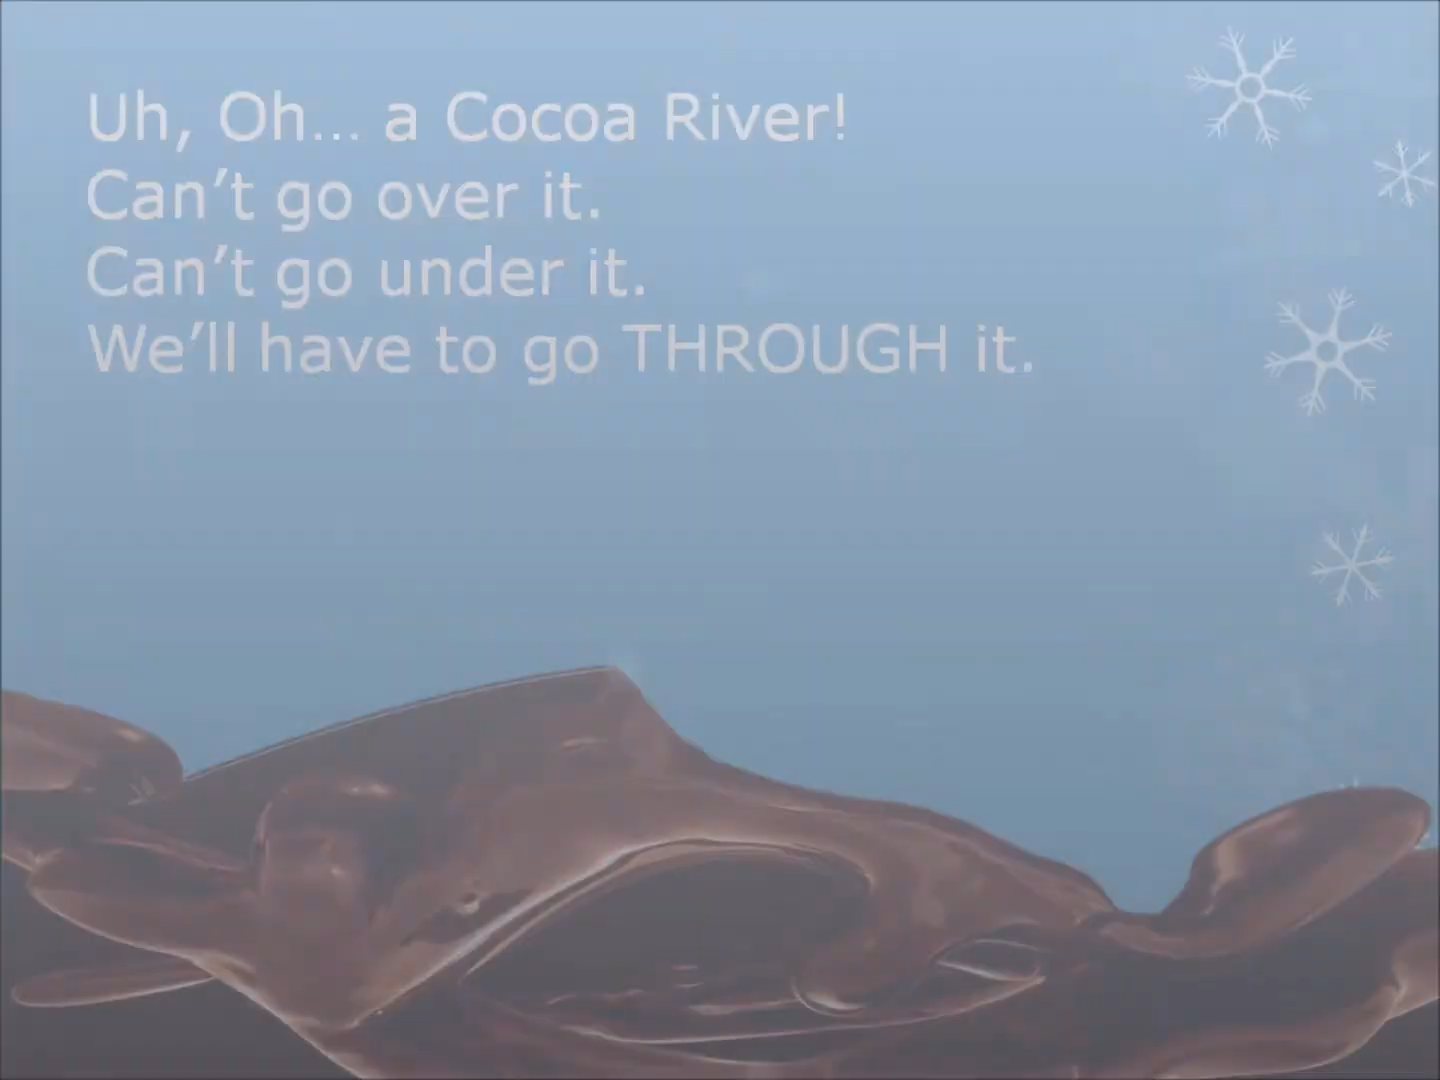 Uh, Oh... a Cocoa River!
Can’t go over it.
Can’t go under it.
We’ll have to go THROUGH it.